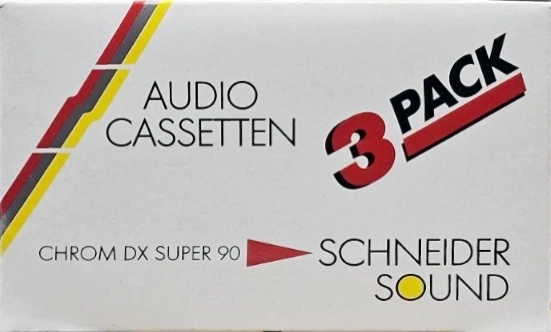 AUDIO
CASSETTEN
3 PACK
CHROM DX SUPER 90
SCHNEIDER
SOUND